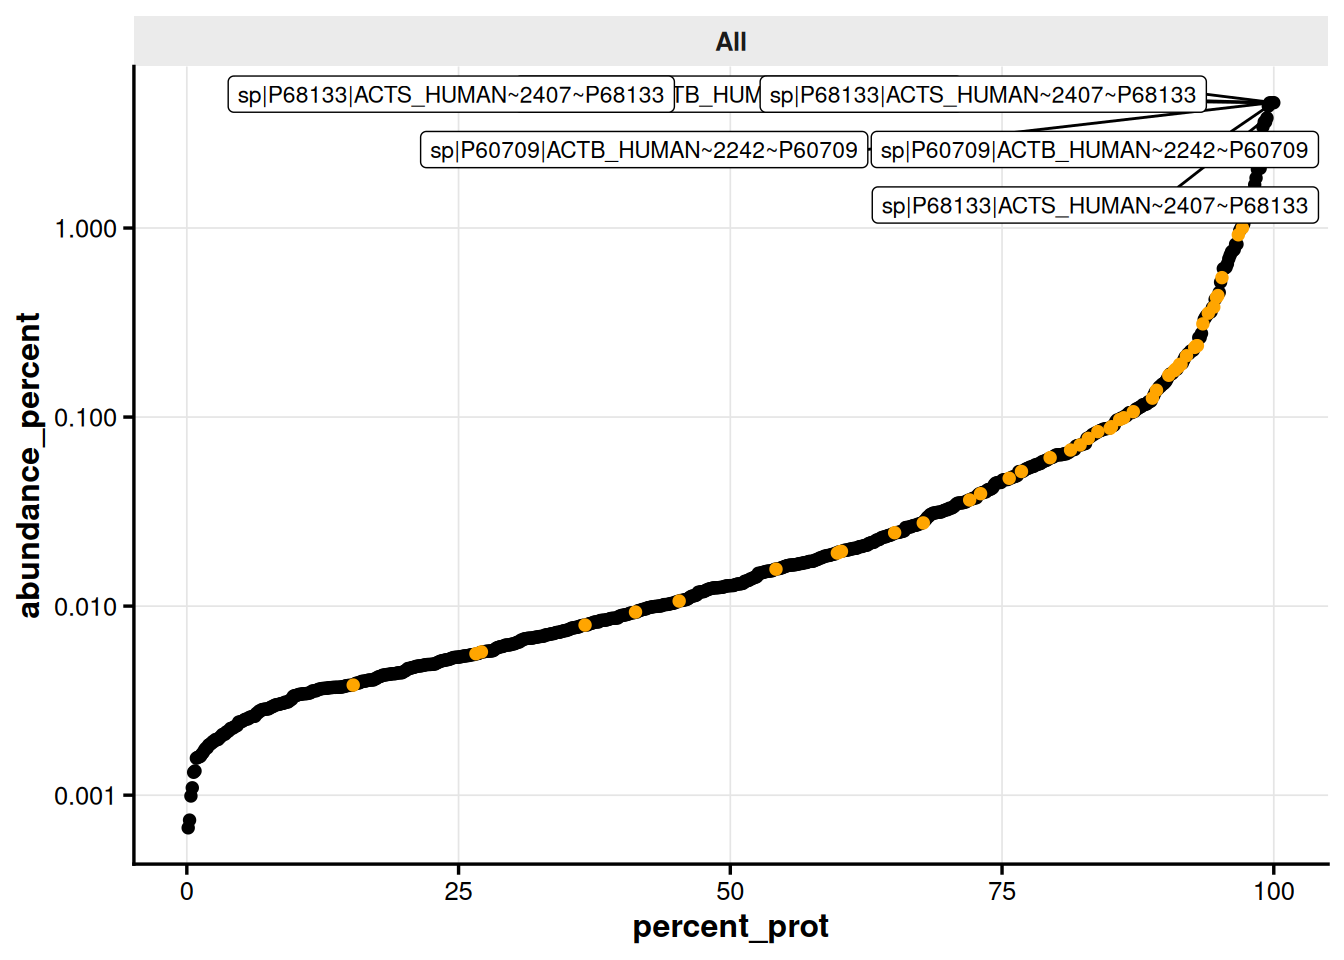 All
sp|P68133|ACTS_HUMAN~2407~P68133
TB_HUM
sp|P68133|ACTS_HUMAN~2407~P68133
sp|P60709|ACTB_HUMAN~2242~P60709
sp|P60709|ACTB_HUMAN~2242~P60709
sp|P68133|ACTS_HUMAN~2407~P68133
1.000
0.100
0.010
0.001
abundance_percent
0
25
50
75
100
percent_prot